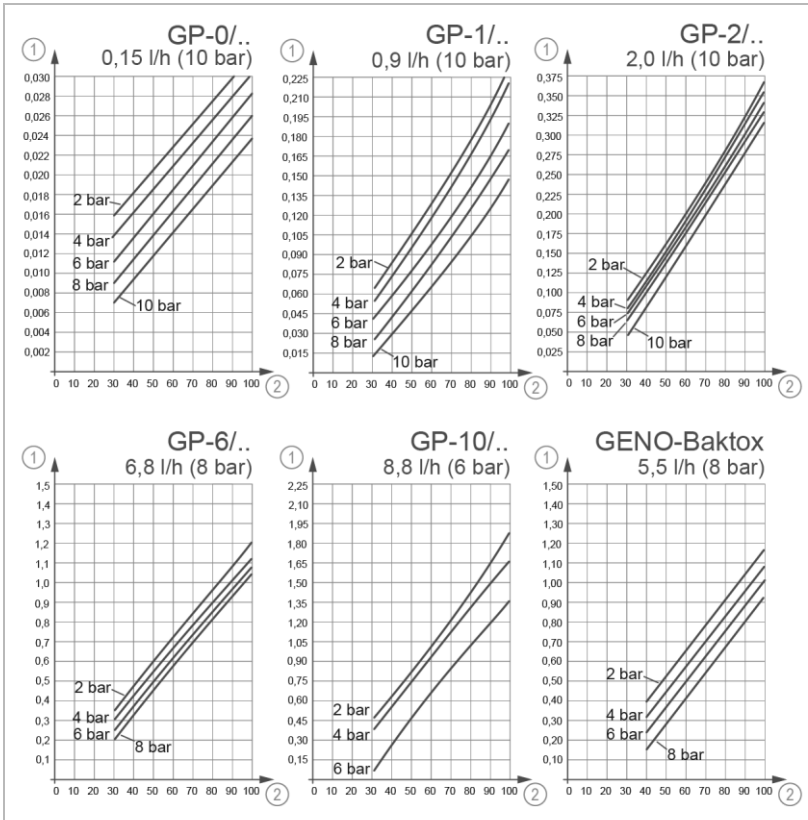 GP-0/..
0,15 l/h (10 bar)
1
0,030
0,028
0,026
0,024
0,022
0,020
0,018
0,016
0,014
0,012
0,010
0,008
0,006
0,004
0,002
2 bar
4 bar
6 bar
8 bar
10 bar
0 10 20 30 40 50 60 70 80 90 100
2
GP-1/..
0,9 l/h (10 bar)
1
0,225
0,210
0,195
0,180
0,165
0,150
0,135
0,120
0,105
0,090
0,075
0,060
0,045
0,030
0,015
2 bar
4 bar
6 bar
8 bar
10 bar
0 10 20 30 40 50 60 70 80 90 100
2
GP-2/..
2,0 l/h (10 bar)
1
0,375
0,350
0,325
0,300
0,275
0,250
0,225
0,200
0,175
0,150
0,125
0,100
0,075
0,050
0,025
2 bar
4 bar
6 bar
8 bar
10 bar
0 10 20 30 40 50 60 70 80 90 100
2
GP-6/..
6,8 l/h (8 bar)
1
1,5
1,4
1,3
1,2
1,1
1,0
0,9
0,8
0,7
0,6
0,5
0,4
0,3
0,2
0,1
2 bar
4 bar
6 bar
8 bar
0 10 20 30 40 50 60 70 80 90 100
2
GP-10/..
8,8 l/h (6 bar)
1
2,25
2,10
1,95
1,80
1,65
1,50
1,35
1,20
1,05
0,90
0,75
0,60
0,45
0,30
0,15
2 bar
4 bar
6 bar
0 10 20 30 40 50 60 70 80 90 100
2
GENO-Baktox
5,5 l/h (8 bar)
1
1,50
1,40
1,30
1,20
1,10
1,00
0,90
0,80
0,70
0,60
0,50
0,40
0,30
0,20
0,10
2 bar
4 bar
6 bar
8 bar
0 10 20 30 40 50 60 70 80 90 100
2